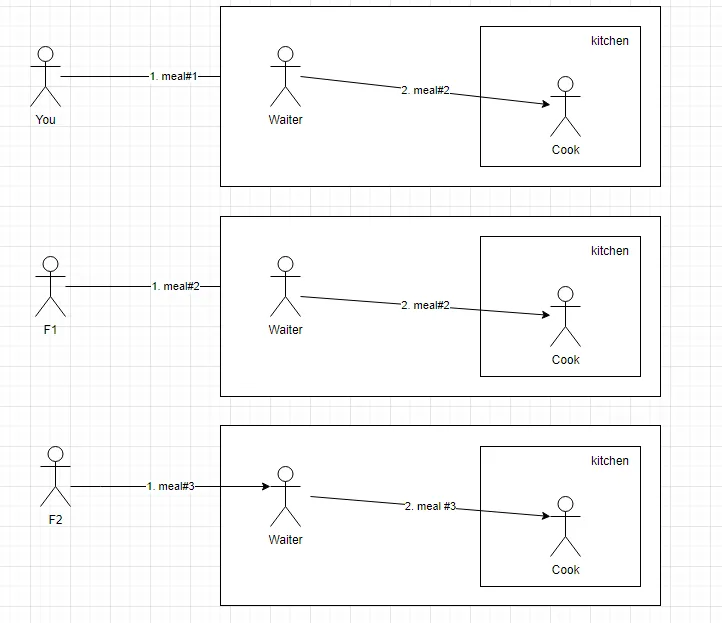 kitchen
1. meal#1
2. meal#2
You
Waiter
Cook
kitchen
1. meal#2
2. meal#2
F1
Waiter
Cook
kitchen
1. meal#3
2. meal #3
F2
Waiter
Cook